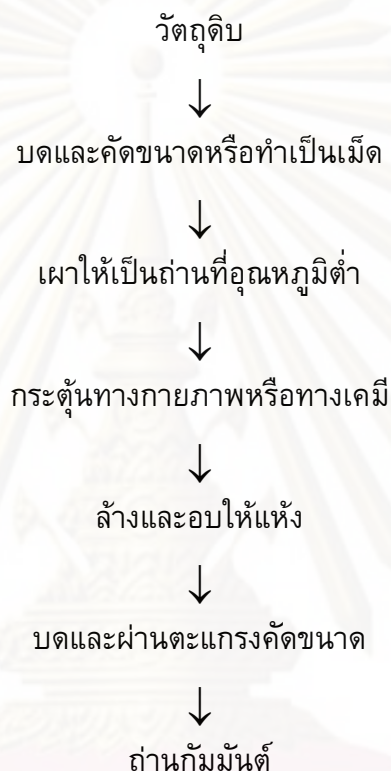 วัตถุดิบ
↓
บดและคัดขนาดหรือทำเป็นเม็ด
↓
เผาให้เป็นถ่านที่อุณหภูมิต่ำ
↓
กระตุ้นทางกายภาพหรือทางเคมี
↓
ล้างและอบให้แห้ง
↓
บดและผ่านตะแกรงคัดขนาด
↓
ถ่านกัมมันต์